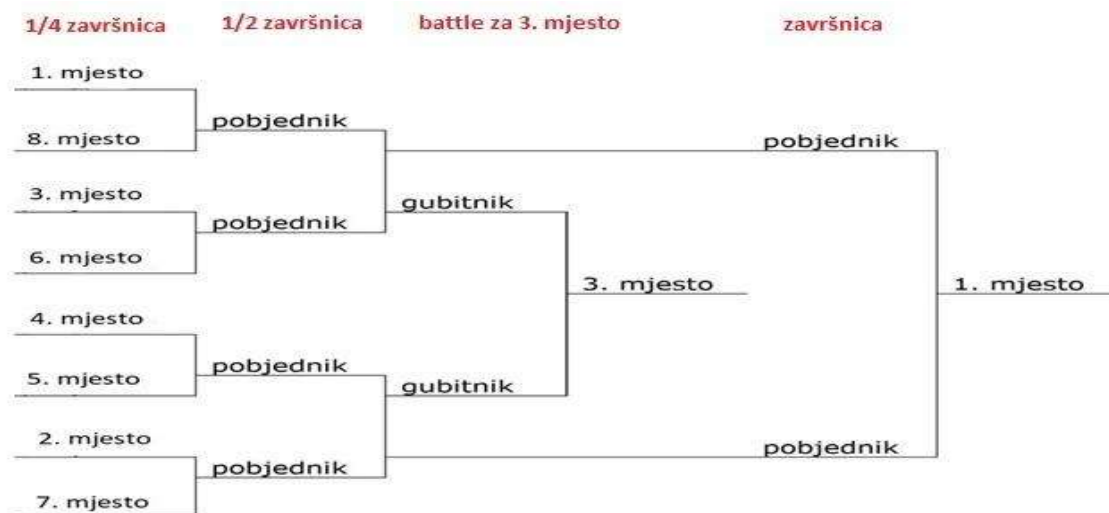 1/4 završnica 1/2 završnica battle za 3. mjesto završnica
1. mjesto
pobjednik
8. mjesto
pobjednik
3. mjesto
gubitnik
pobjednik
6. mjesto
3. mjesto
1. mjesto
4. mjesto
pobjednik
5. mjesto
gubitnik
2. mjesto
pobjednik
pobjednik
7. mjesto